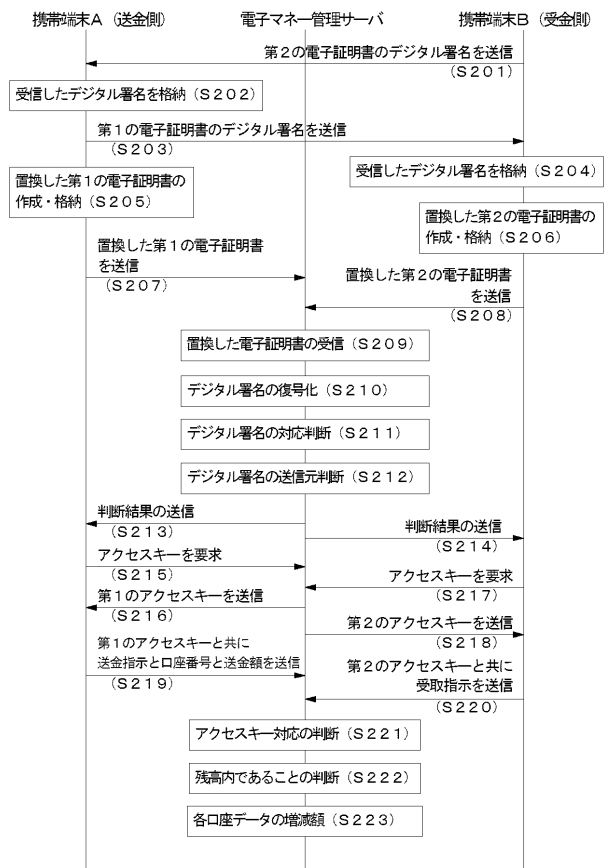 携帯端末A（送金側）
電子マネー管理サーバ
携帯端末B（受金側）
第２の電子証明書のデジタル署名を送信
（Ｓ２０１）
受信したデジタル署名を格納（Ｓ２０２）
第１の電子証明書のデジタル署名を送信
（Ｓ２０３）
受信したデジタル署名を格納（Ｓ２０４）
置換した第１の電子証明書の
作成・格納（Ｓ２０５）
置換した第２の電子証明書の
作成・格納（Ｓ２０６）
置換した第１の電子証明書
を送信
（Ｓ２０７）
置換した第２の電子証明書
を送信
（Ｓ２０８）
置換した電子証明書の受信（Ｓ２０９）
デジタル署名の復号化（Ｓ２１０）
デジタル署名の対応判断（Ｓ２１１）
デジタル署名の送信元判断（Ｓ２１２）
判断結果の送信
（Ｓ２１３）
判断結果の送信
（Ｓ２１４）
アクセスキーを要求
（Ｓ２１５）
アクセスキーを要求
（Ｓ２１７）
第１のアクセスキーを送信
（Ｓ２１６）
第２のアクセスキーを送信
（Ｓ２１８）
第１のアクセスキーと共に
送金指示と口座番号と送金額を送信
（Ｓ２１９）
第２のアクセスキーと共に
受取指示を送信
（Ｓ２２０）
アクセスキー対応の判断（Ｓ２２１）
残高内であることの判断（Ｓ２２２）
各口座データの増減額（Ｓ２２３）